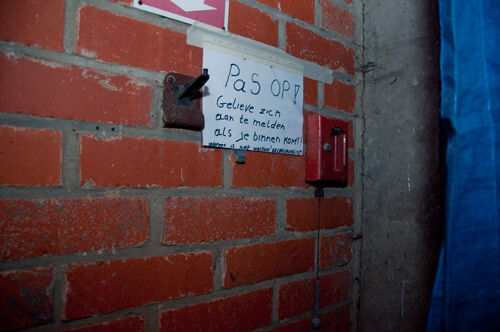 PaS OP!
Gelieve zich
aan te melden
als je binnen komt!